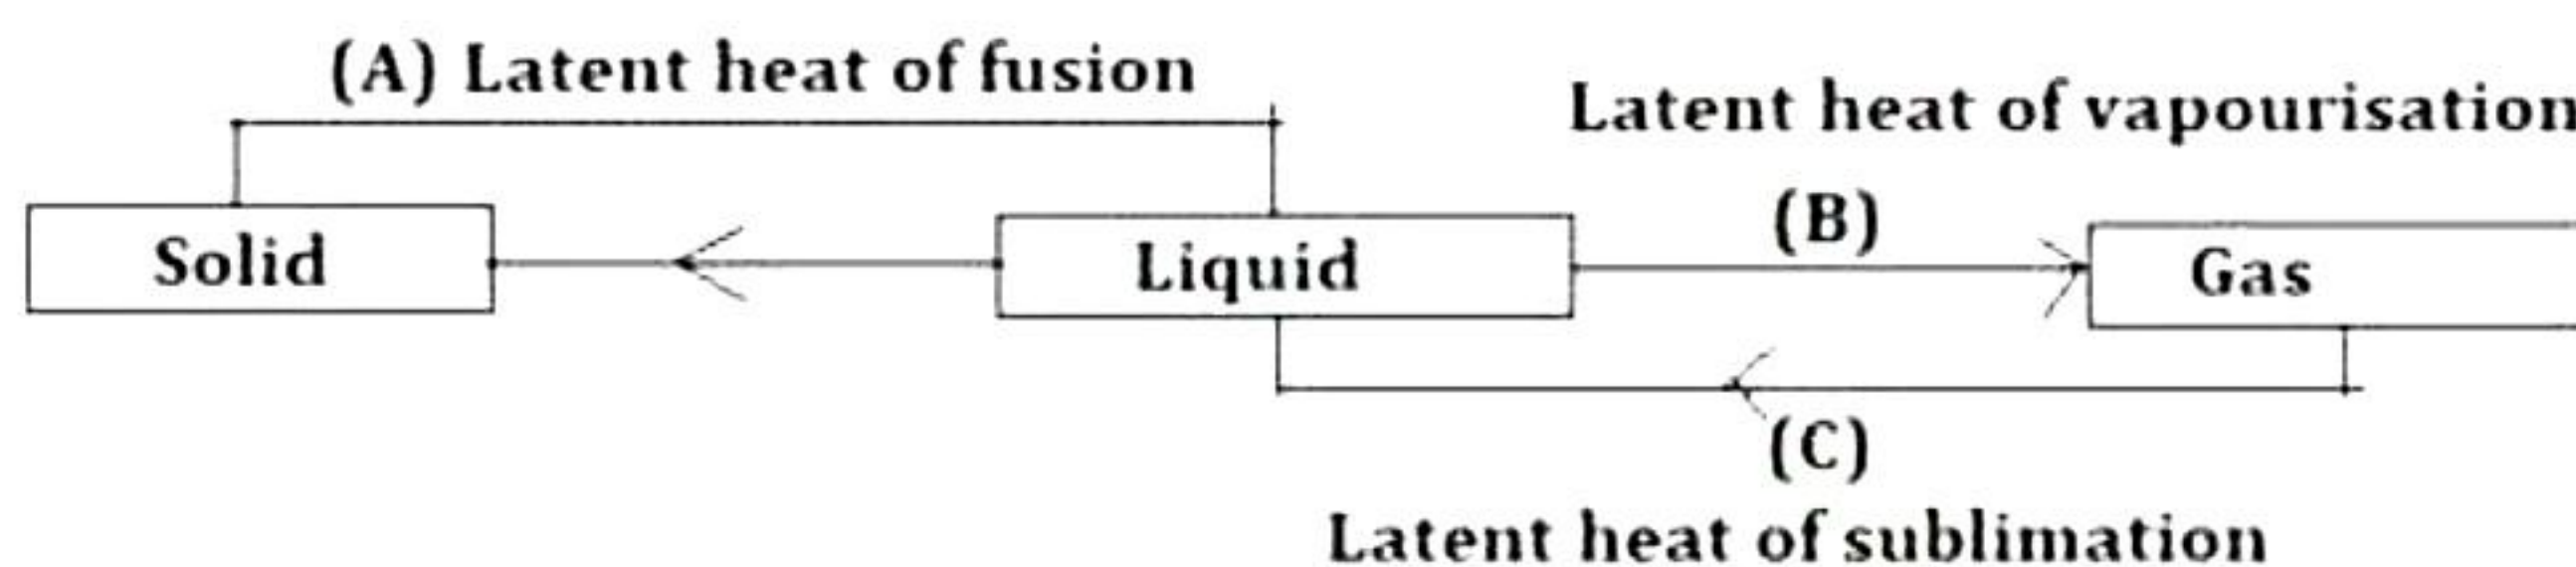 (A) Latent heat of fusion
Latent heat of vapourisation
(B)
Solid
Liquid
Gas
(C)
Latent heat of sublimation